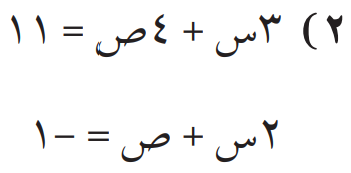 ٢) ٣س + ٤ص = ١١
٢س + ص = −١